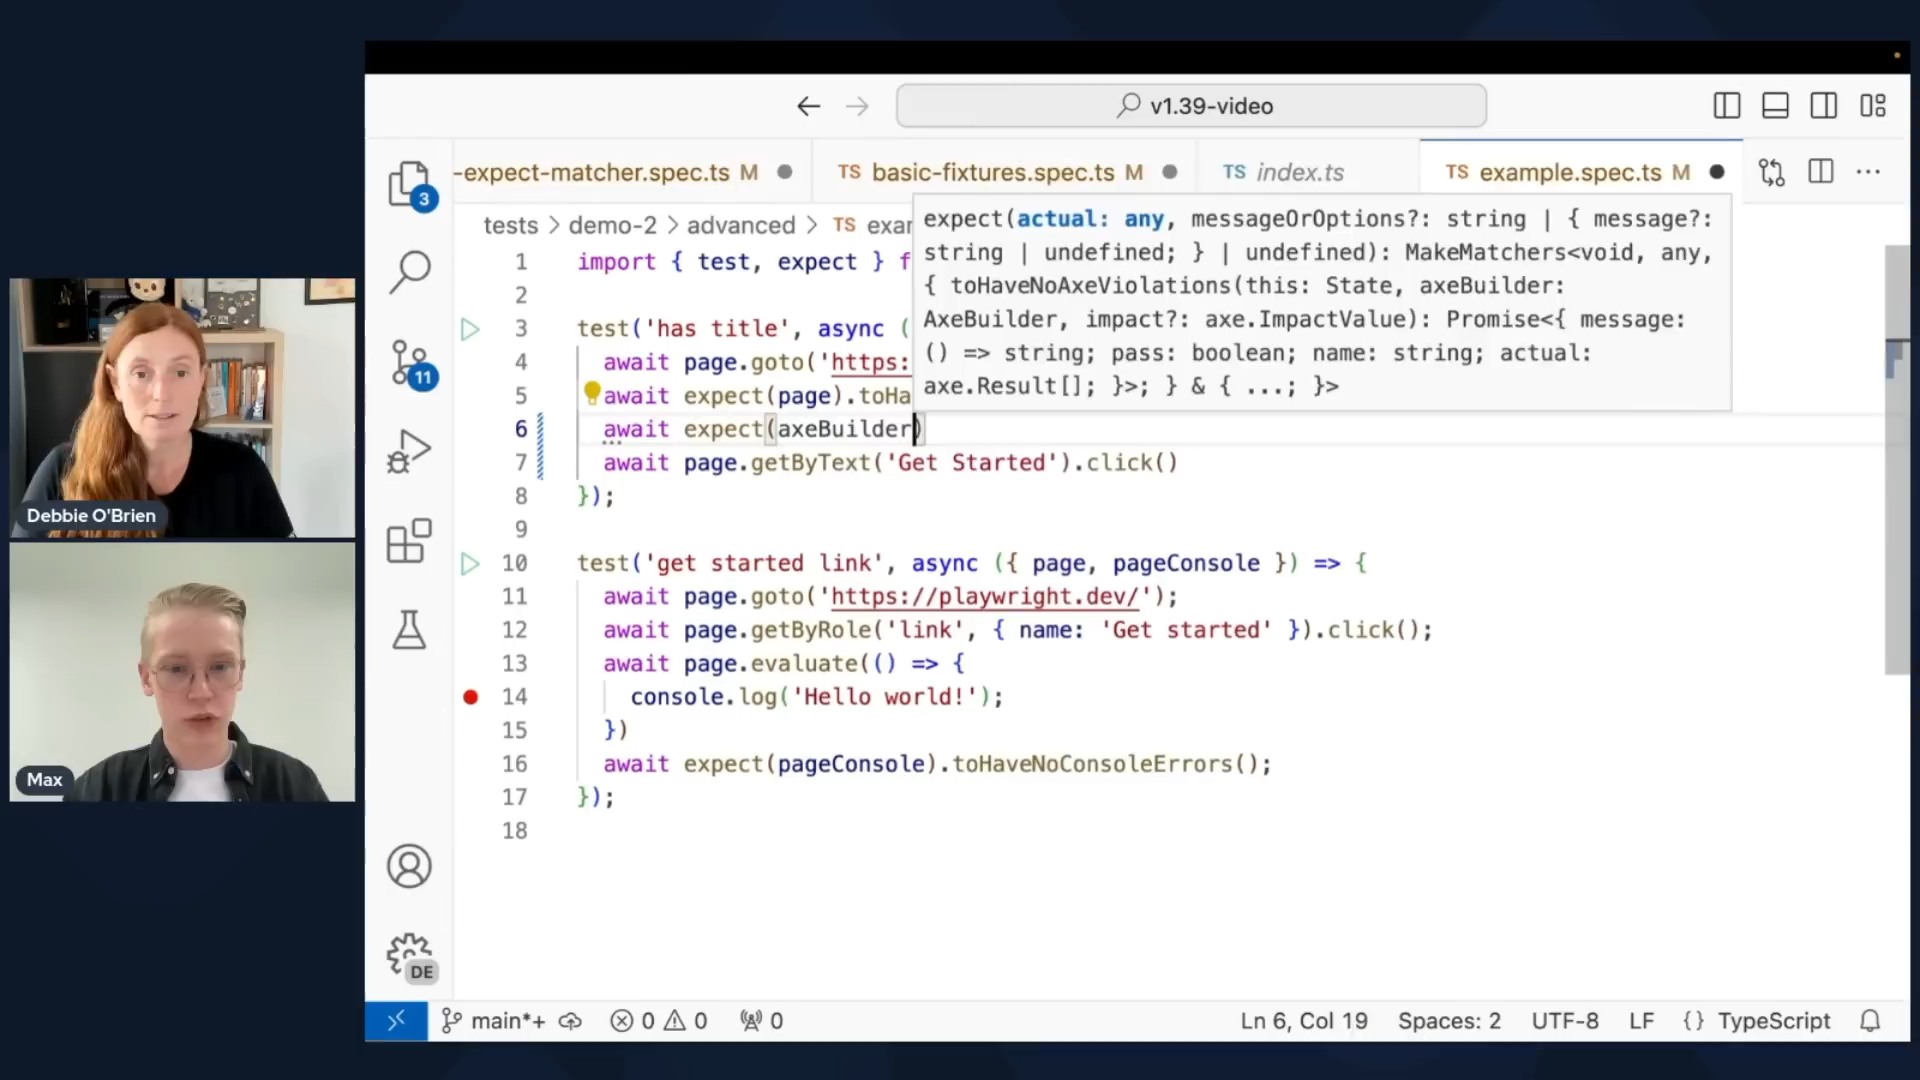 v1.39-video
-expect-matcher.spec.ts M
TS basic-fixtures.spec.ts M
TS index.ts
TS example.spec.ts M
3
11
DE
tests > demo-2 > advanced > TS exam
expect(actual: any, messageOrOptions?: string | { message?:
string | undefined; } | undefined): MakeMatchers<void, any,
{ toHaveNoAxeViolations(this: State, axeBuilder:
AxeBuilder, impact?: axe.ImpactValue): Promise<{ message:
() => string; pass: boolean; name: string; actual:
axe.Result[]; }>; } & { ...; }>
1 import { test, expect } f
2
3 test('has title', async (
4 await page.goto('https:
5 await expect(page).toHa
6 await expect(axeBuilder)
7 await page.getByText('Get Started').click()
8 });
9
10 test('get started link', async ({ page, pageConsole }) => {
11 await page.goto('https://playwright.dev/');
12 await page.getByRole('link', { name: 'Get started' }).click();
13 await page.evaluate(() => {
14 console.log('Hello world!');
15 })
16 await expect(pageConsole).toHaveNoConsoleErrors();
17 });
18
Debbie O'Brien
Max
main*+ 0 0 0 Ln 6, Col 19 Spaces: 2 UTF-8 LF {} TypeScript